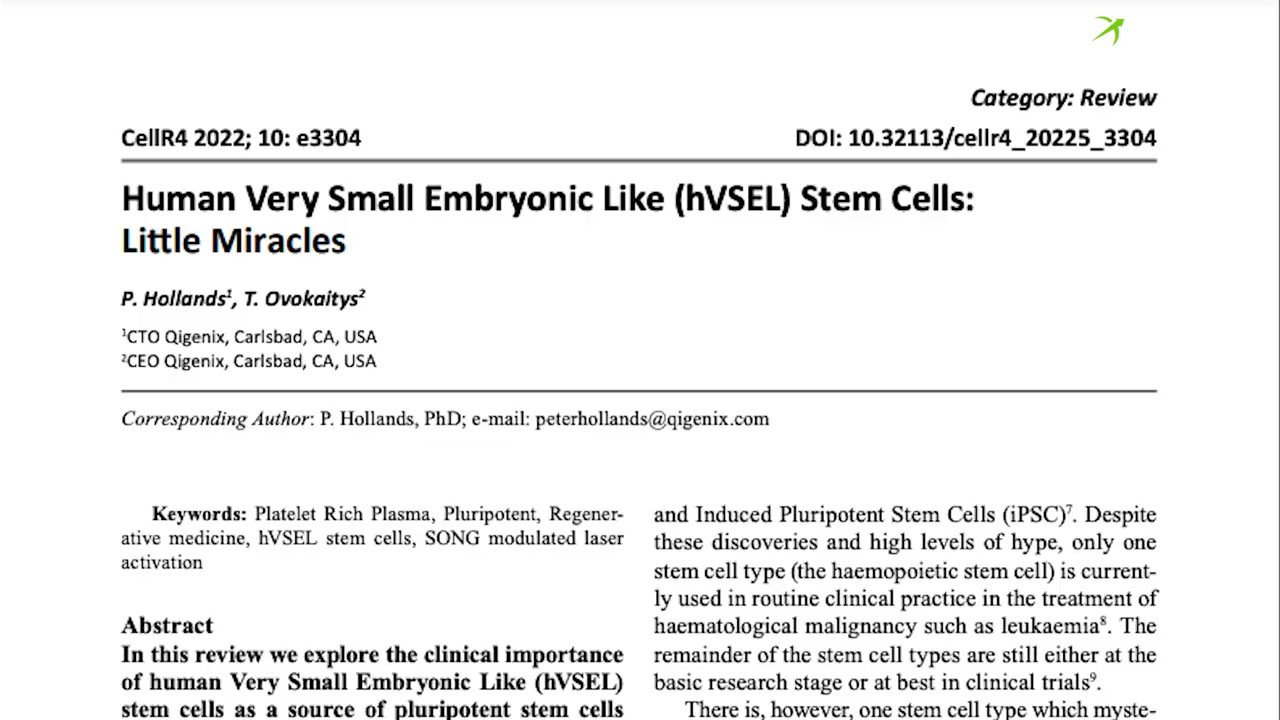 Category: Review
CellR4 2022; 10: e3304
DOI: 10.32113/cellr4_20225_3304
Human Very Small Embryonic Like (hVSEL) Stem Cells:
Little Miracles
P. Hollands1, T. Ovokaitys2
1CTO Qigenix, Carlsbad, CA, USA
2CEO Qigenix, Carlsbad, CA, USA
Corresponding Author: P. Hollands, PhD; e-mail: peterhollands@qigenix.com
Keywords: Platelet Rich Plasma, Pluripotent, Regener-
ative medicine, hVSEL stem cells, SONG modulated laser
activation
Abstract
In this review we explore the clinical importance
of human Very Small Embryonic Like (hVSEL)
stem cells as a source of pluripotent stem cells
and Induced Pluripotent Stem Cells (iPSC)7. Despite
these discoveries and high levels of hype, only one
stem cell type (the haemopoietic stem cell) is current-
ly used in routine clinical practice in the treatment of
haematological malignancy such as leukaemia8. The
remainder of the stem cell types are still either at the
basic research stage or at best in clinical trials9.
There is, however, one stem cell type which myste-